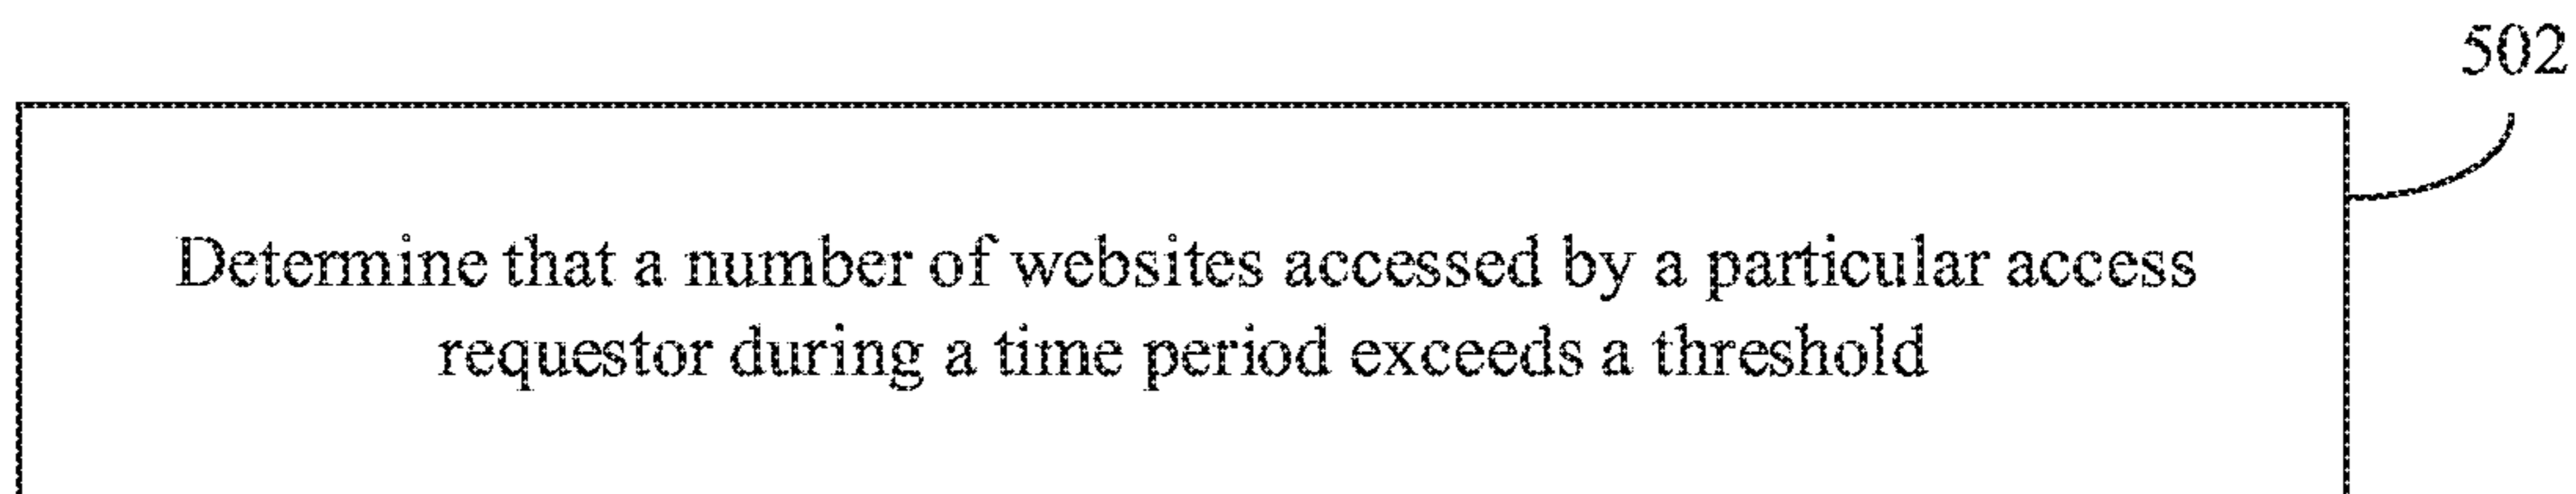 502
Determine that a number of websites accessed by a particular access
requestor during a time period exceeds a threshold